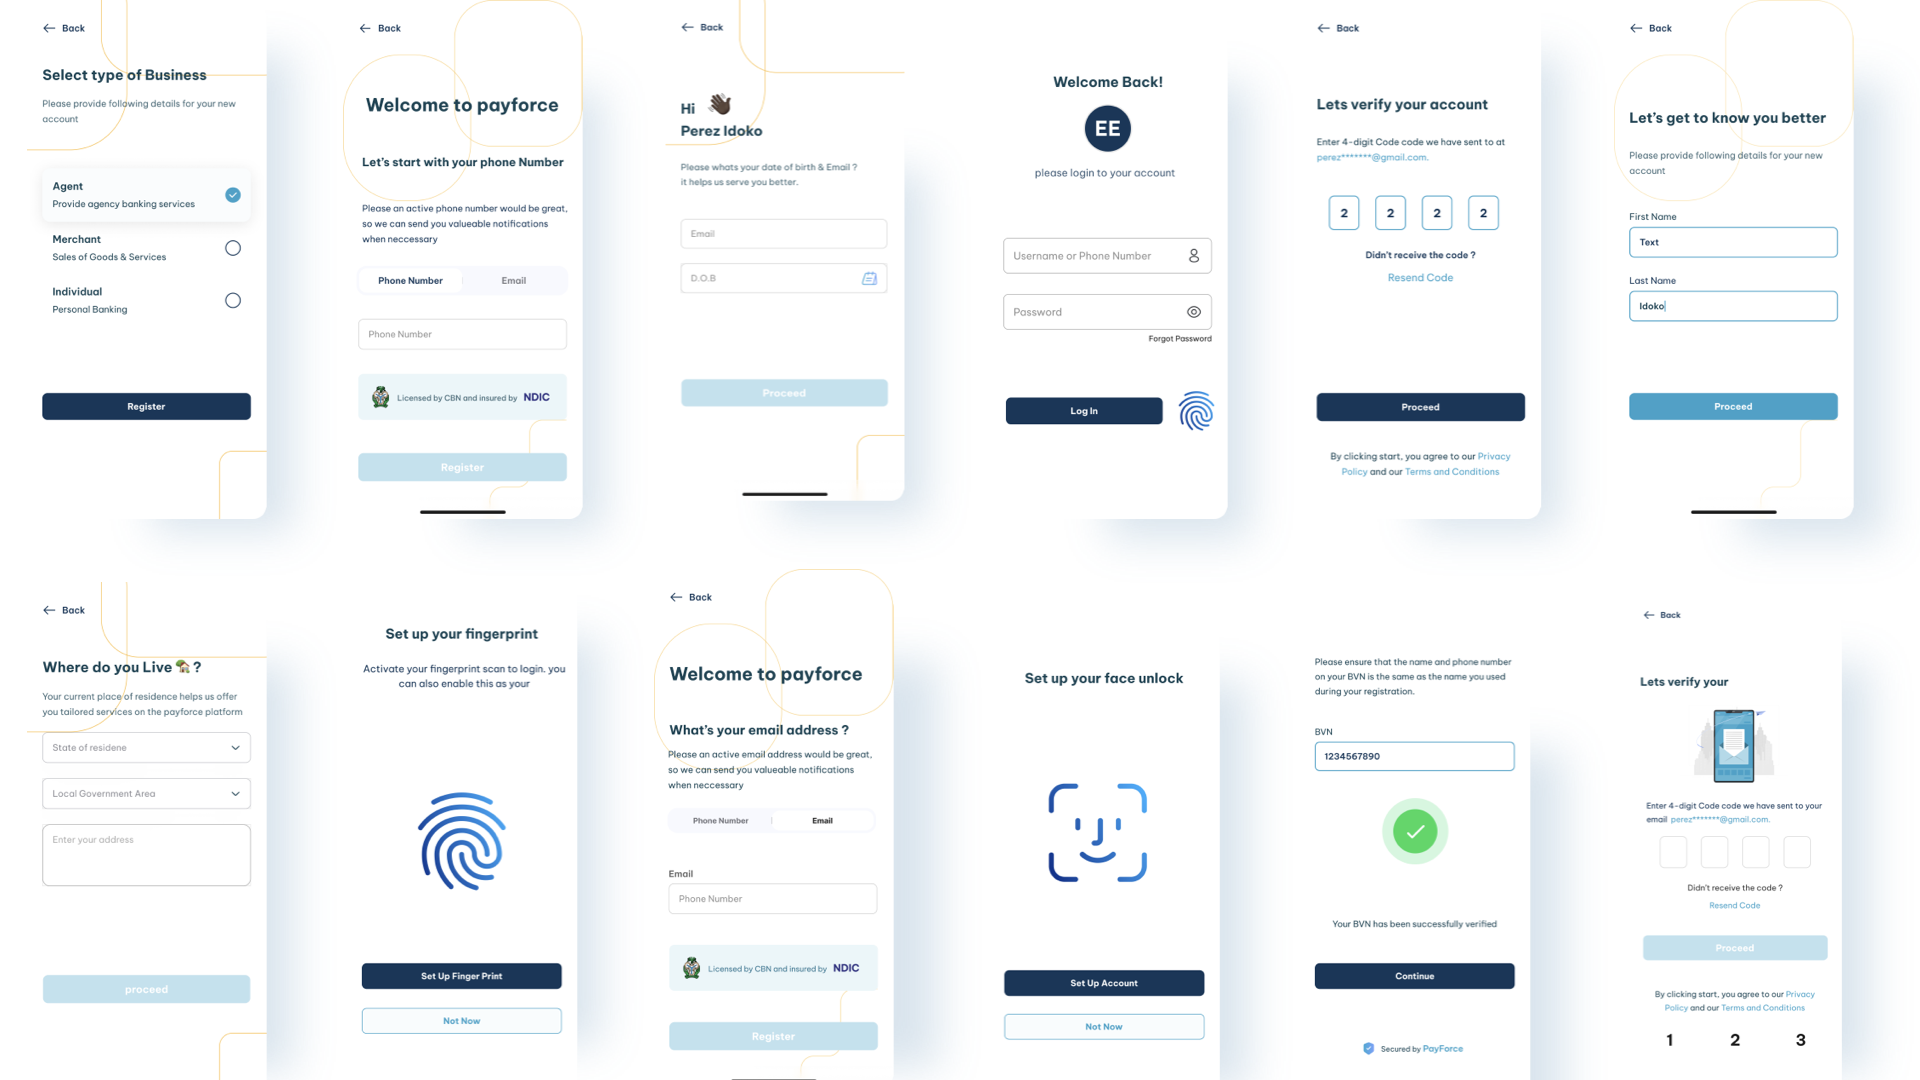 Back
Select type of Business
Please provide following details for your new
account
Agent
Provide agency banking services
Merchant
Sales of Goods & Services
Individual
Personal Banking
Register
Back
Welcome to payforce
Let's start with your phone Number
Please an active phone number would be great,
so we can send you valueable notifications
when neccessary
Phone Number
Email
Phone Number
Licensed by CBN and insured by NDIC
Register
Back
Hi
Perez Idoko
Please whats your date of birth & Email ?
it helps us serve you better.
Email
D.O.B
Proceed
Welcome Back!
EE
please login to your account
Username or Phone Number
Password
Forgot Password
Log In
Back
Lets verify your account
Enter 4-digit Code code we have sent to at
perez*******@gmail.com.
2 2 2 2
Didn't receive the code ?
Resend Code
Proceed
By clicking start, you agree to our Privacy
Policy and our Terms and Conditions
Back
Let's get to know you better
Please provide following details for your new
account
First Name
Text
Last Name
Idoko
Proceed
Back
Where do you Live ?
Your current place of residence helps us offer
you tailored services on the payforce platform
State of residene
Local Government Area
Enter your address
proceed
Set up your fingerprint
Activate your fingerprint scan to login. you
can also enable this as your
Set Up Finger Print
Not Now
Back
Welcome to payforce
What's your email address ?
Please an active email address would be great,
so we can send you valueable notifications
when neccessary
Phone Number
Email
Email
Phone Number
Licensed by CBN and insured by NDIC
Register
Set up your face unlock
Set Up Account
Not Now
Please ensure that the name and phone number
on your BVN is the same as the name you used
during your registration.
BVN
1234567890
Your BVN has been successfully verified
Continue
Secured by PayForce
Back
Lets verify your
Enter 4-digit Code code we have sent to your
email perez*******@gmail.com.
Didn't receive the code ?
Resend Code
Proceed
By clicking start, you agree to our Privacy
Policy and our Terms and Conditions
1 2 3